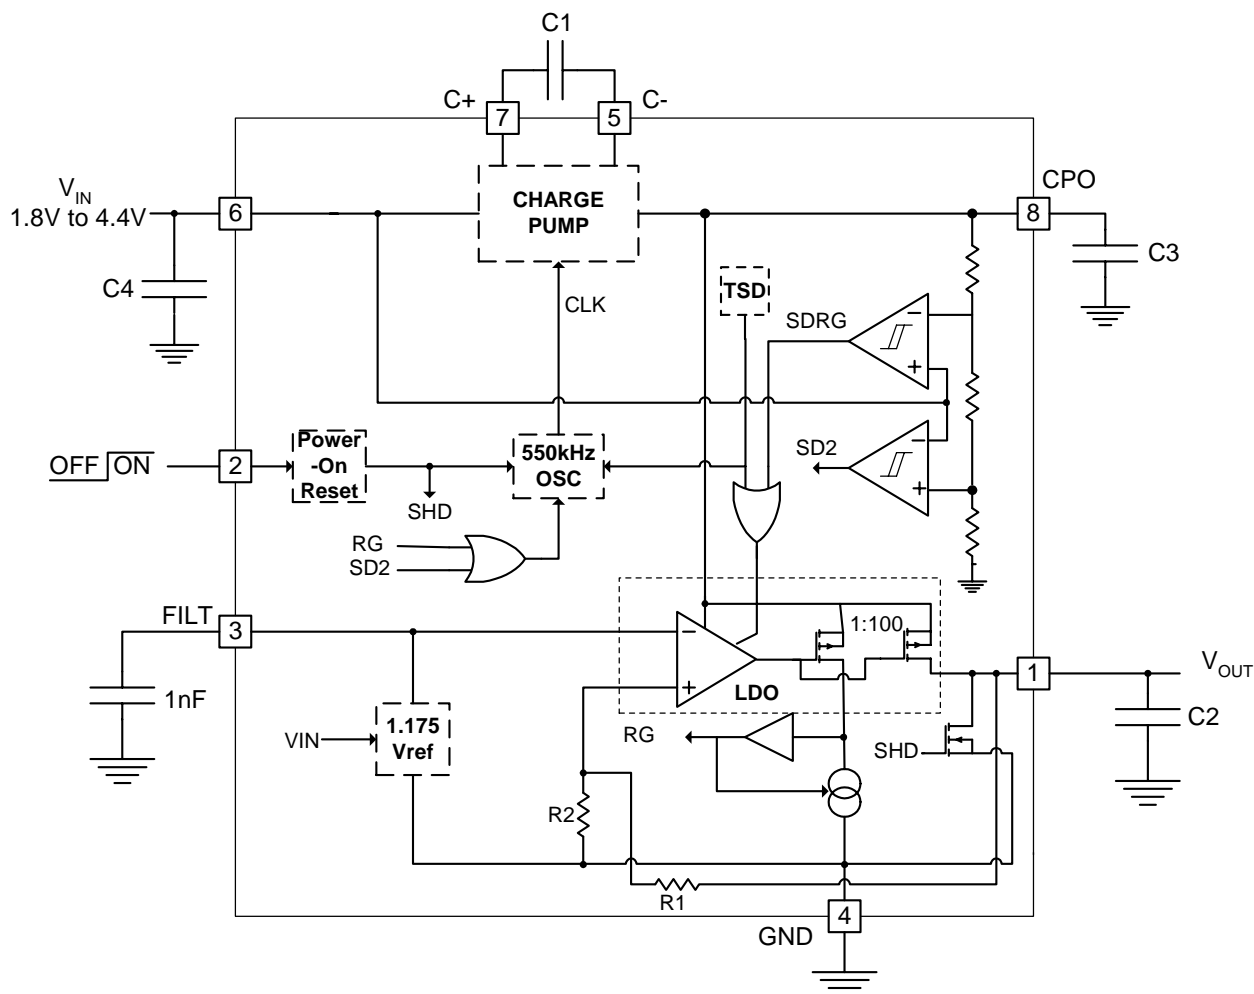 C1
C+
C-
7
5
V_IN
1.8V to 4.4V
6
CHARGE
PUMP
CPO
8
C3
C4
CLK
TSD
SDRG
−
+
OFF ON
2
Power
-On
Reset
SHD
550kHz
OSC
SD2
−
+
RG
SD2
FILT
3
1nF
−
+
1:100
LDO
1
V_OUT
C2
VIN
1.175
Vref
RG
SHD
R2
R1
GND
4